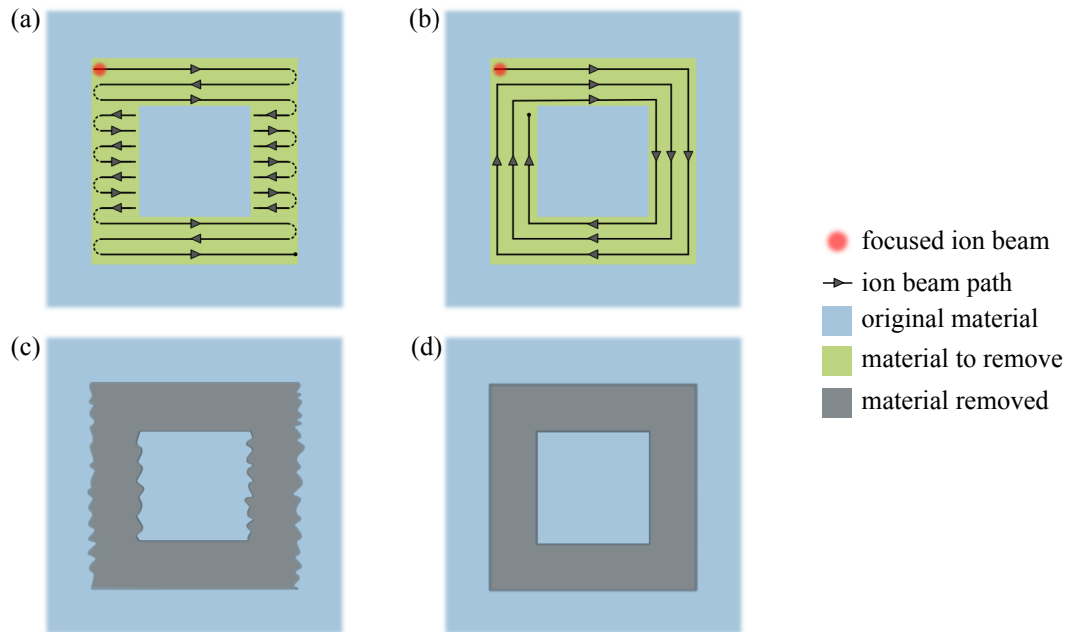 (a)
(b)
focused ion beam
ion beam path
original material
(c)
(d)
material to remove
material removed